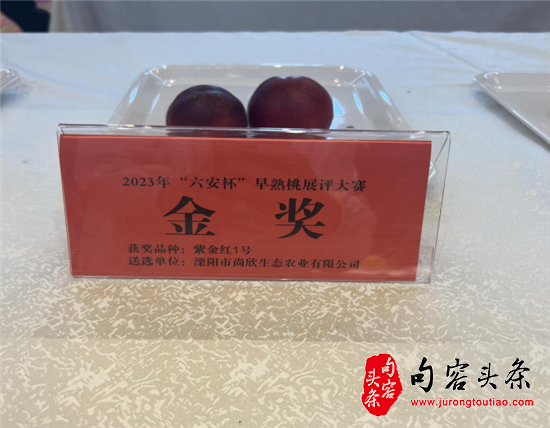 2023年“六安杯”早熟桃展评大赛
金 奖
获奖品种：紫金红1号
送选单位：溧阳市尚欣生态农业有限公司
句容头条
句容头条
www.jurongtoutiao.com